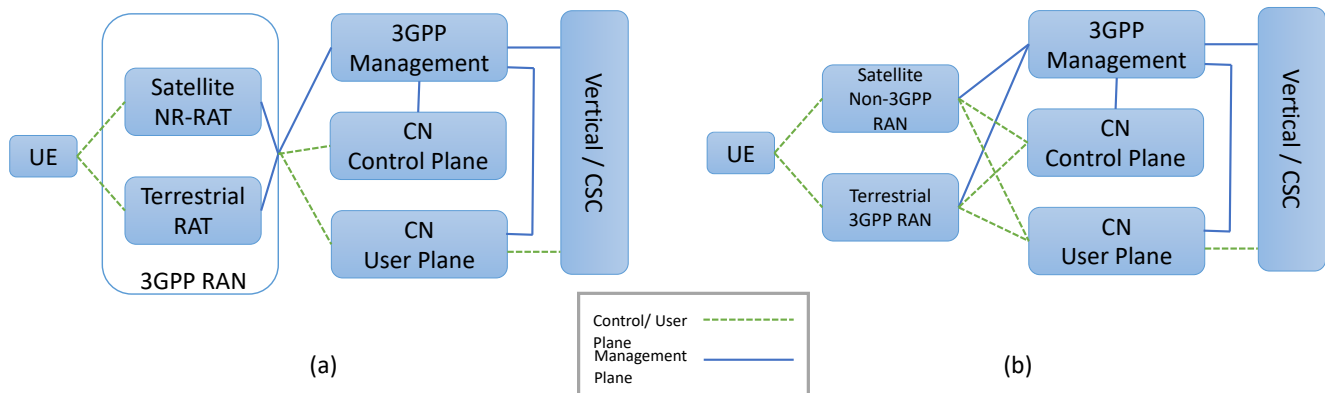 UE
Satellite
NR-RAT
Terrestrial
RAT
3GPP RAN
3GPP
Management
CN
Control Plane
CN
User Plane
Vertical / CSC
(a)
UE
Satellite
Non-3GPP
RAN
Terrestrial
3GPP RAN
3GPP
Management
CN
Control Plane
CN
User Plane
Vertical / CSC
(b)
Control/ User
Plane
Management
Plane